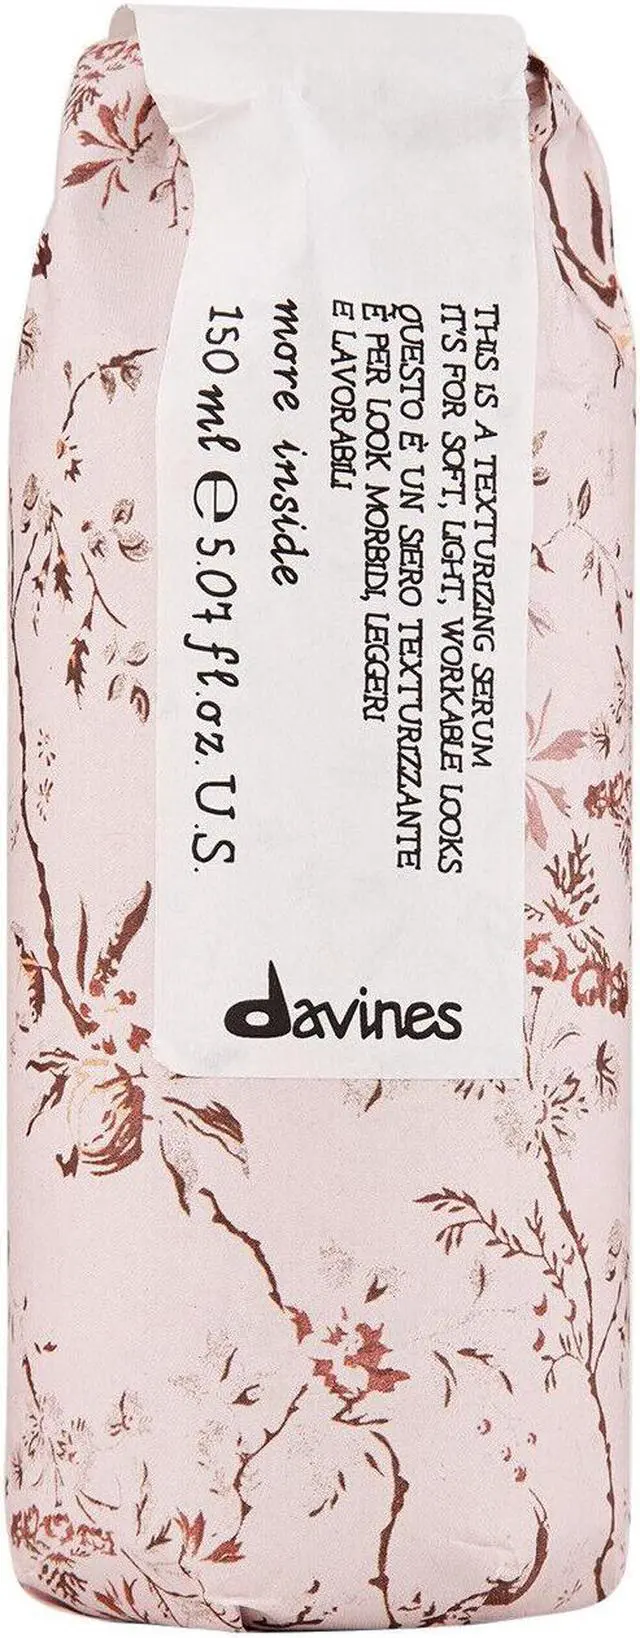 THIS IS A TEXTURIZING SERUM
IT'S FOR SOFT, LIGHT, WORKABLE LOOKS
QUESTO È UN SIERO TEXTURIZZANTE
È PER LOOK MORBIDI, LEGGERI
E LAVORABILI
more inside
150 ml e 5.07 fl.oz.U.S.
davines